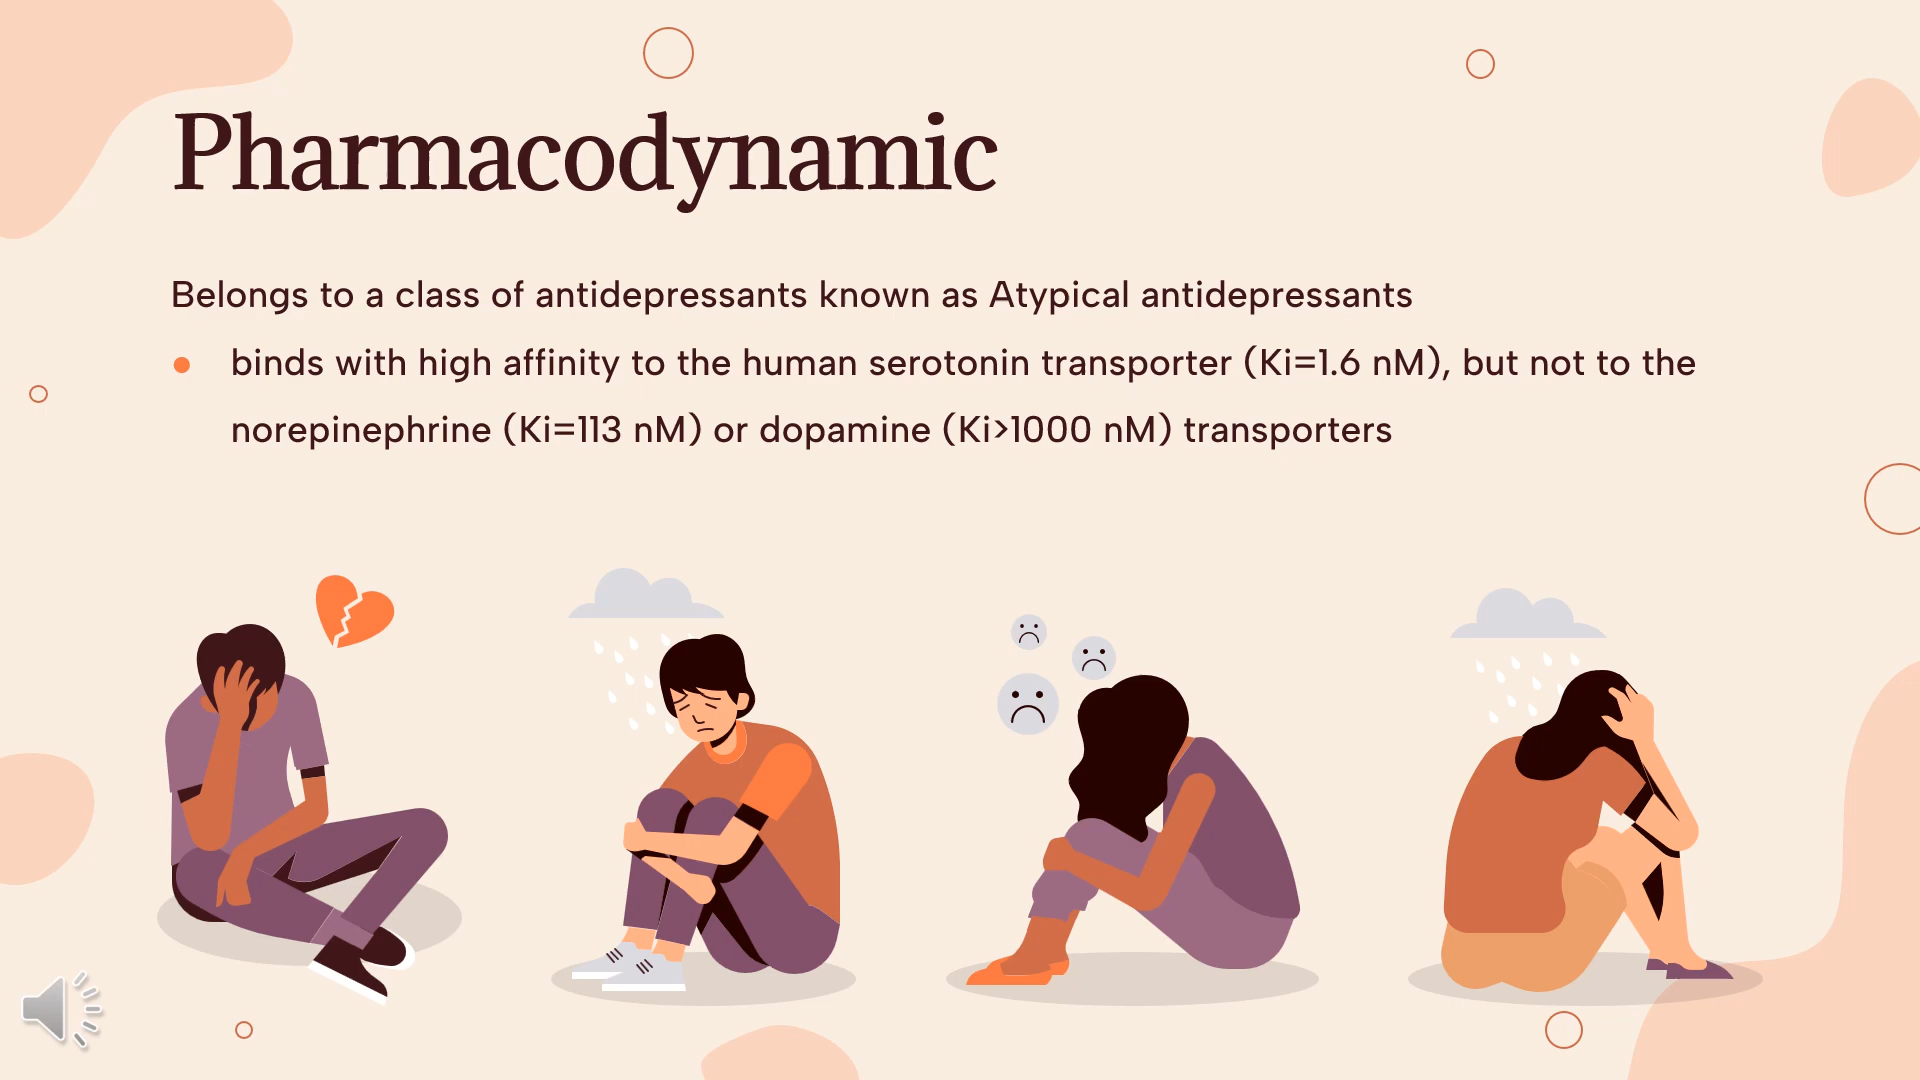 Pharmacodynamic
Belongs to a class of antidepressants known as Atypical antidepressants
binds with high affinity to the human serotonin transporter (Ki=1.6 nM), but not to the
norepinephrine (Ki=113 nM) or dopamine (Ki>1000 nM) transporters